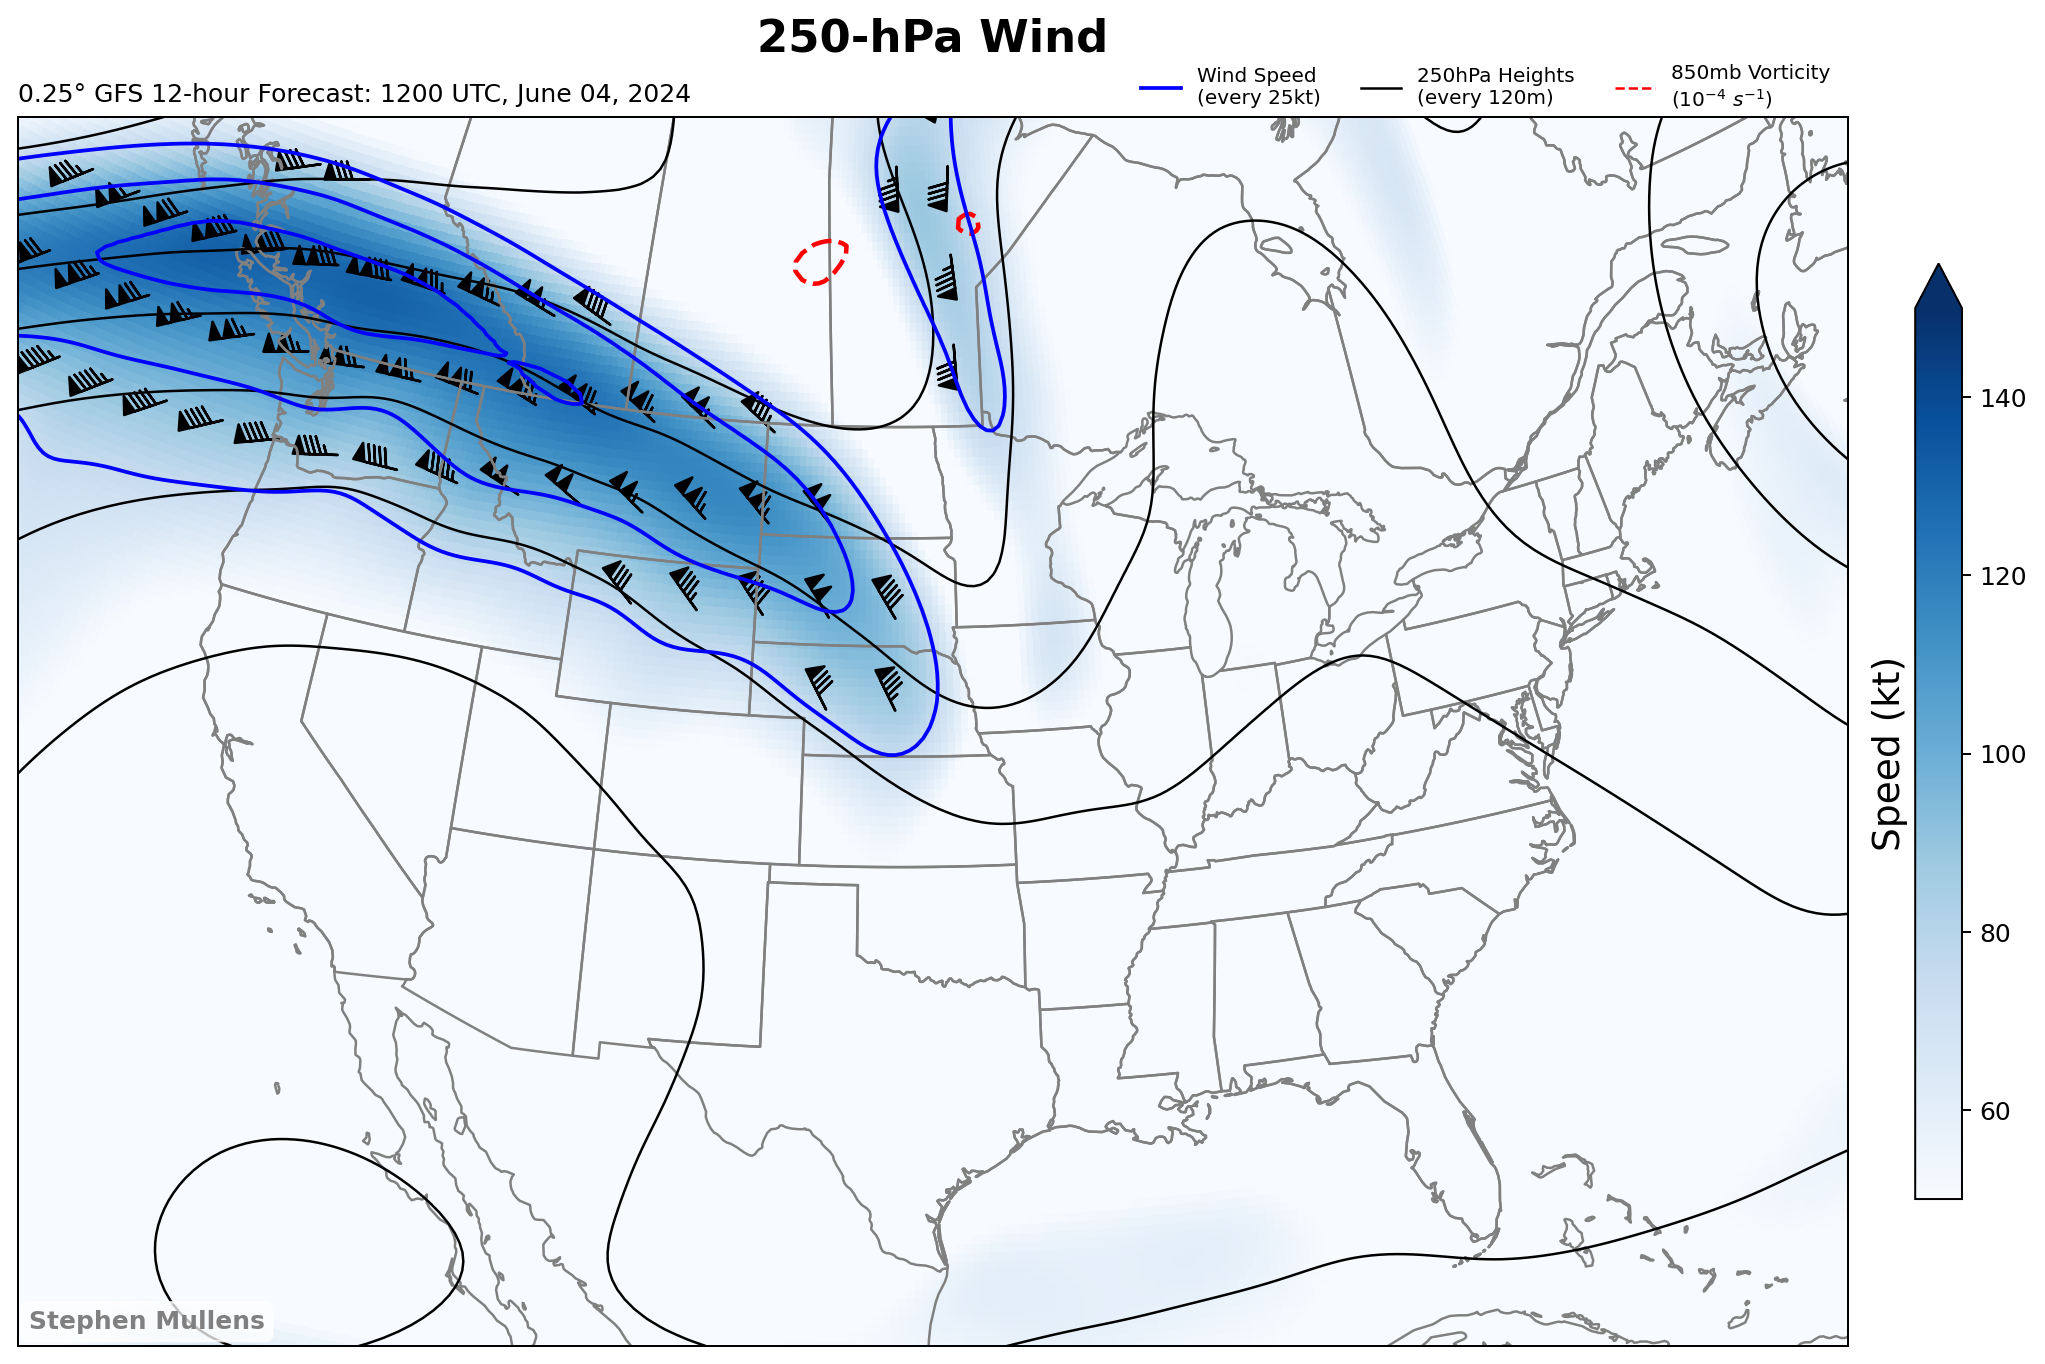 250-hPa Wind
0.25° GFS 12-hour Forecast: 1200 UTC, June 04, 2024
Wind Speed
(every 25kt)
250hPa Heights
(every 120m)
850mb Vorticity
(10⁻⁴ s⁻¹)
140
120
100
80
60
Speed (kt)
Stephen Mullens